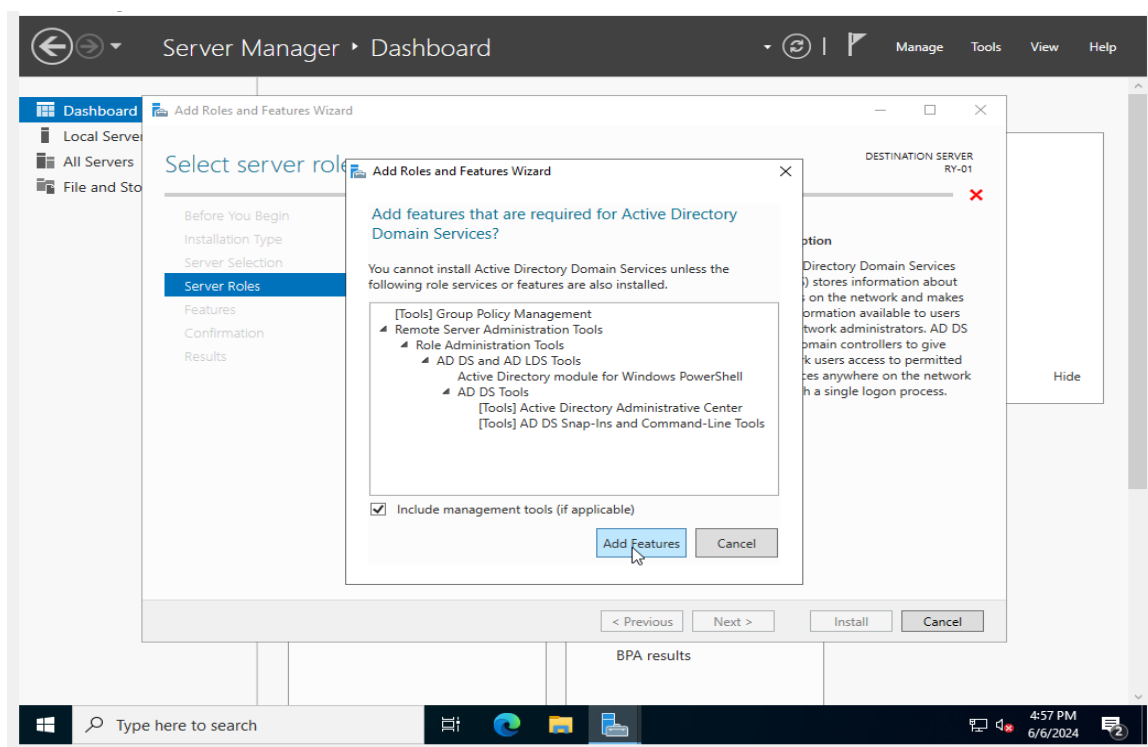 Server Manager ‣ Dashboard
Manage Tools View Help
Dashboard
Local Server
All Servers
File and Sto
Add Roles and Features Wizard
Select server role
DESTINATION SERVER
RY-01
Before You Begin
Installation Type
Server Selection
Server Roles
Features
Confirmation
Results
Add Roles and Features Wizard
Add features that are required for Active Directory
Domain Services?
You cannot install Active Directory Domain Services unless the
following role services or features are also installed.
[Tools] Group Policy Management
Remote Server Administration Tools
Role Administration Tools
AD DS and AD LDS Tools
Active Directory module for Windows PowerShell
AD DS Tools
[Tools] Active Directory Administrative Center
[Tools] AD DS Snap-Ins and Command-Line Tools
Include management tools (if applicable)
Add Features Cancel
ption
Directory Domain Services
) stores information about
on the network and makes
ormation available to users
twork administrators. AD DS
omain controllers to give
k users access to permitted
ces anywhere on the network
h a single logon process.
Hide
< Previous Next > Install Cancel
BPA results
Type here to search
4:57 PM
6/6/2024
2